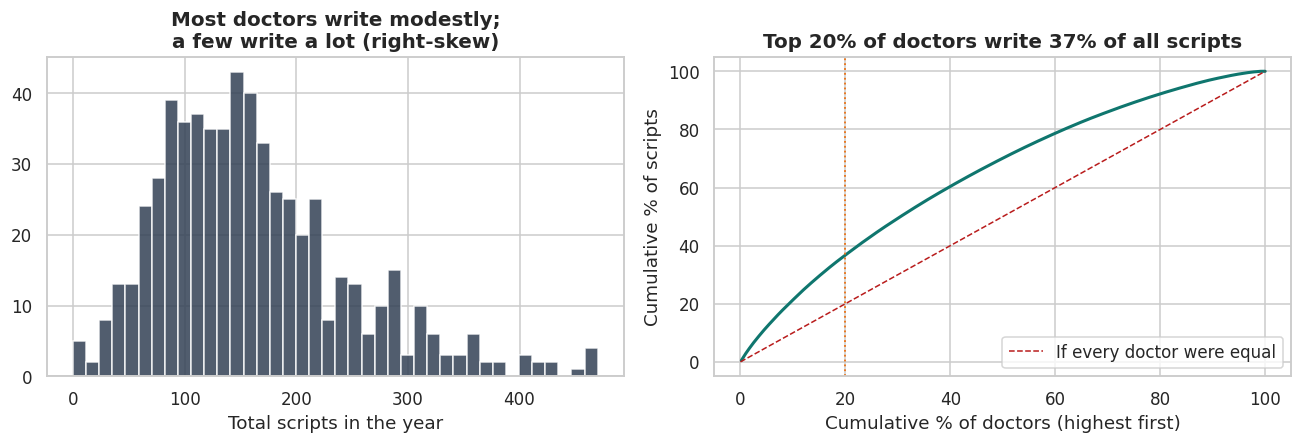 Most doctors write modestly;
a few write a lot (right-skew)
40
30
20
10
0
0 100 200 300 400
Total scripts in the year
Top 20% of doctors write 37% of all scripts
Cumulative % of scripts
100
80
60
40
20
0
If every doctor were equal
0 20 40 60 80 100
Cumulative % of doctors (highest first)